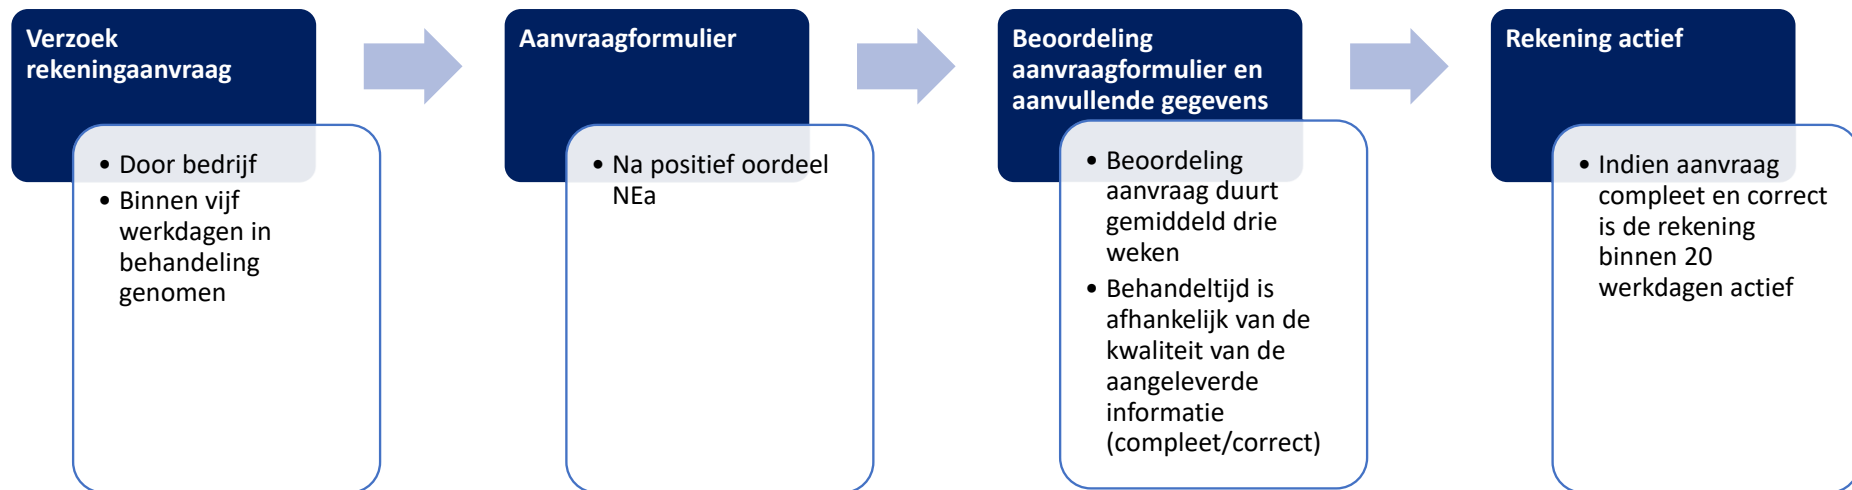 Verzoek
rekeningaanvraag
• Door bedrijf
• Binnen vijf
werkdagen in
behandeling
genomen
Aanvraagformulier
• Na positief oordeel
NEa
Beoordeling
aanvraagformulier en
aanvullende gegevens
• Beoordeling
aanvraag duurt
gemiddeld drie
weken
• Behandeltijd is
afhankelijk van de
kwaliteit van de
aangeleverde
informatie
(compleet/correct)
Rekening actief
• Indien aanvraag
compleet en correct
is de rekening
binnen 20
werkdagen actief